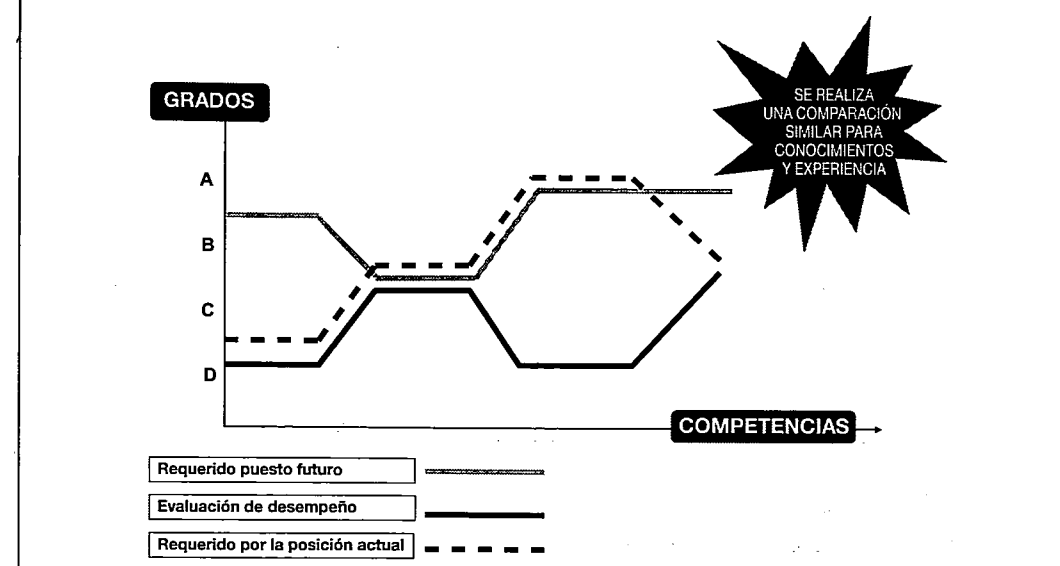 GRADOS
SE REALIZA
UNA COMPARACIÓN
SIMILAR PARA
CONOCIMIENTOS
Y EXPERIENCIA
A
B
C
D
COMPETENCIAS
Requerido puesto futuro
Evaluación de desempeño
Requerido por la posición actual